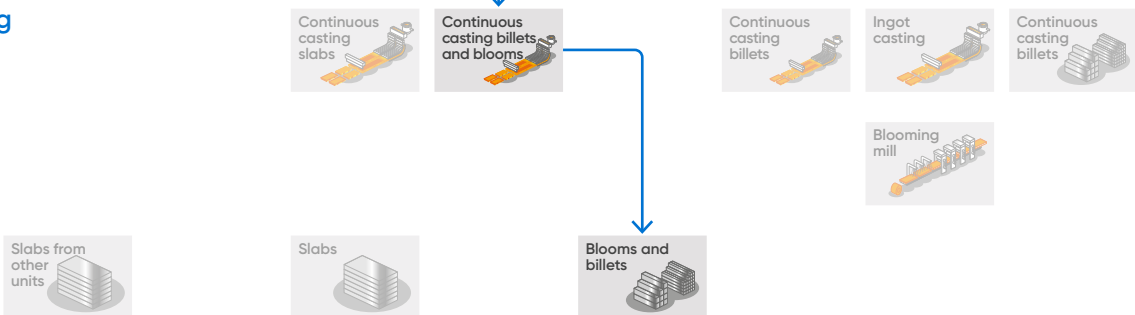 g
Continuous
casting
slabs
Continuous
casting billets
and blooms
Continuous
casting
billets
Ingot
casting
Continuous
casting
billets
Blooming
mill
Slabs from
other
units
Slabs
Blooms and
billets